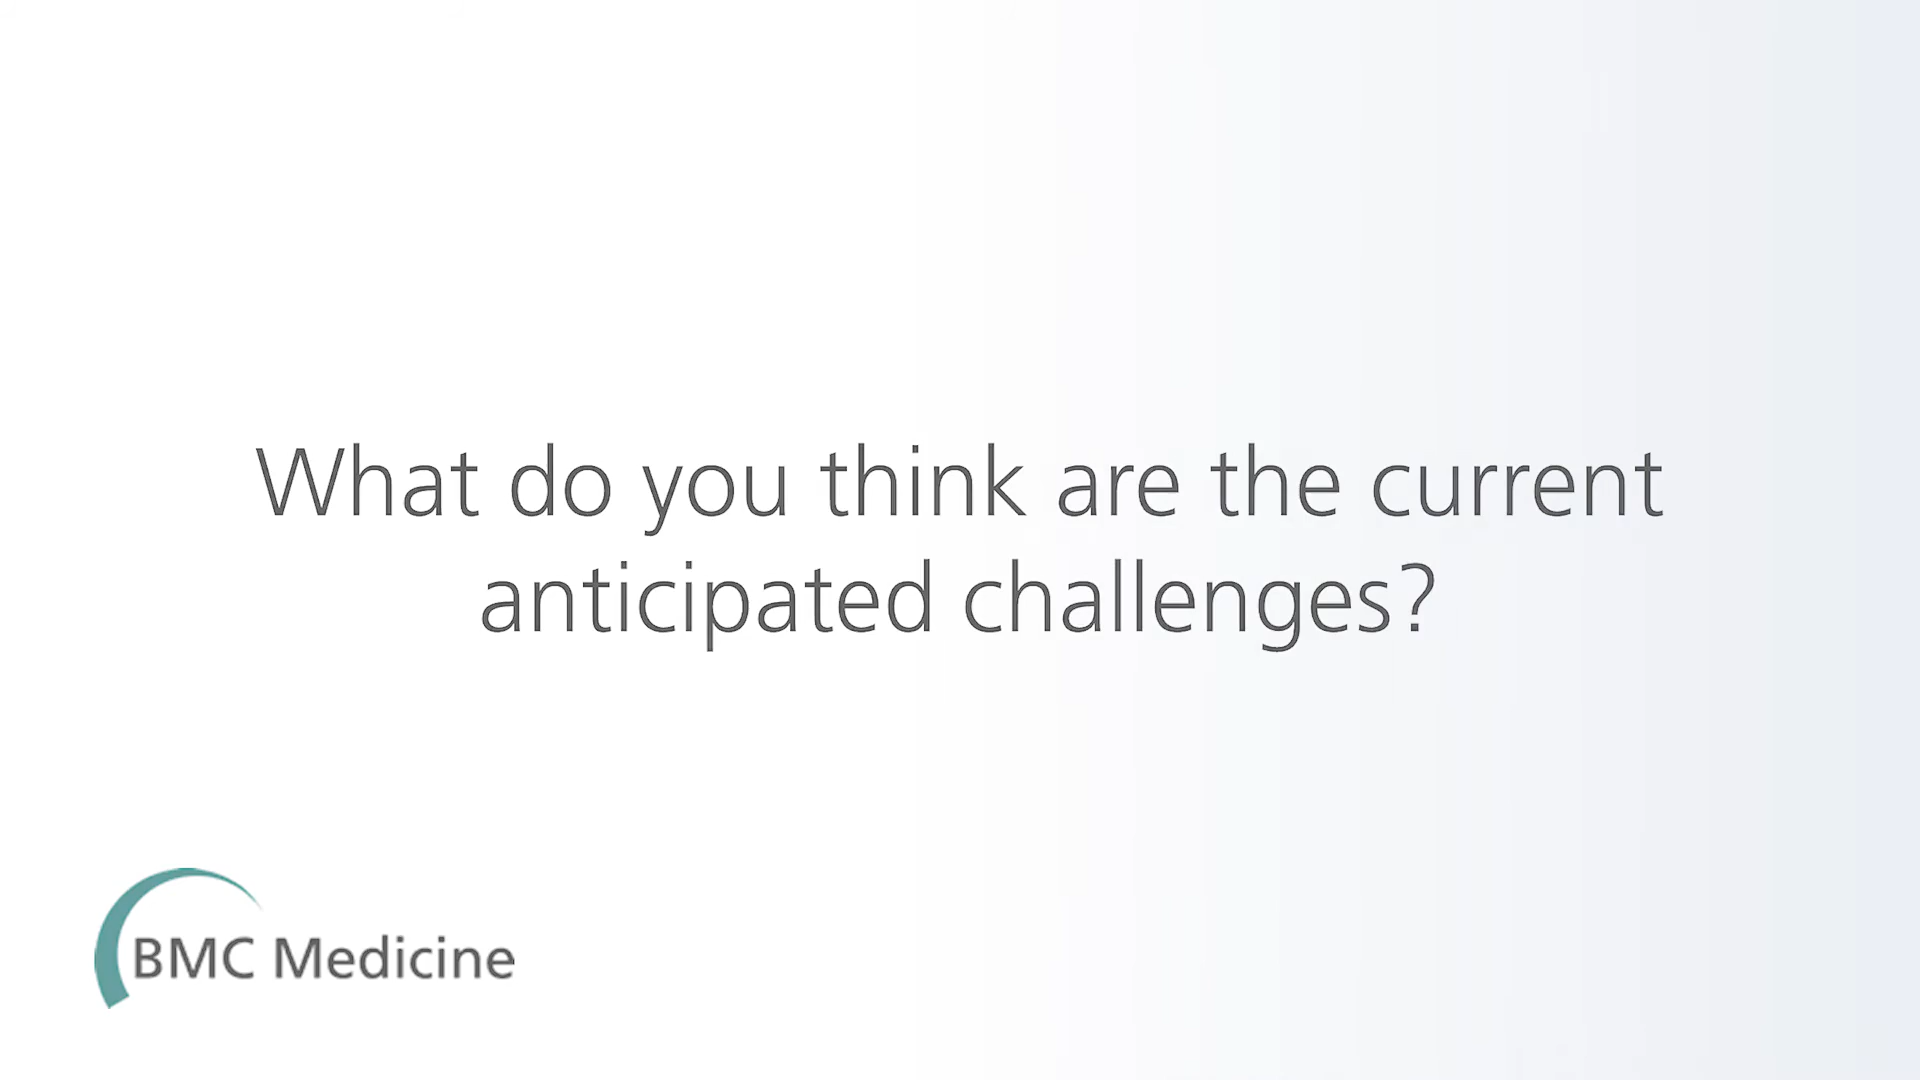 What do you think are the current
anticipated challenges?
BMC Medicine